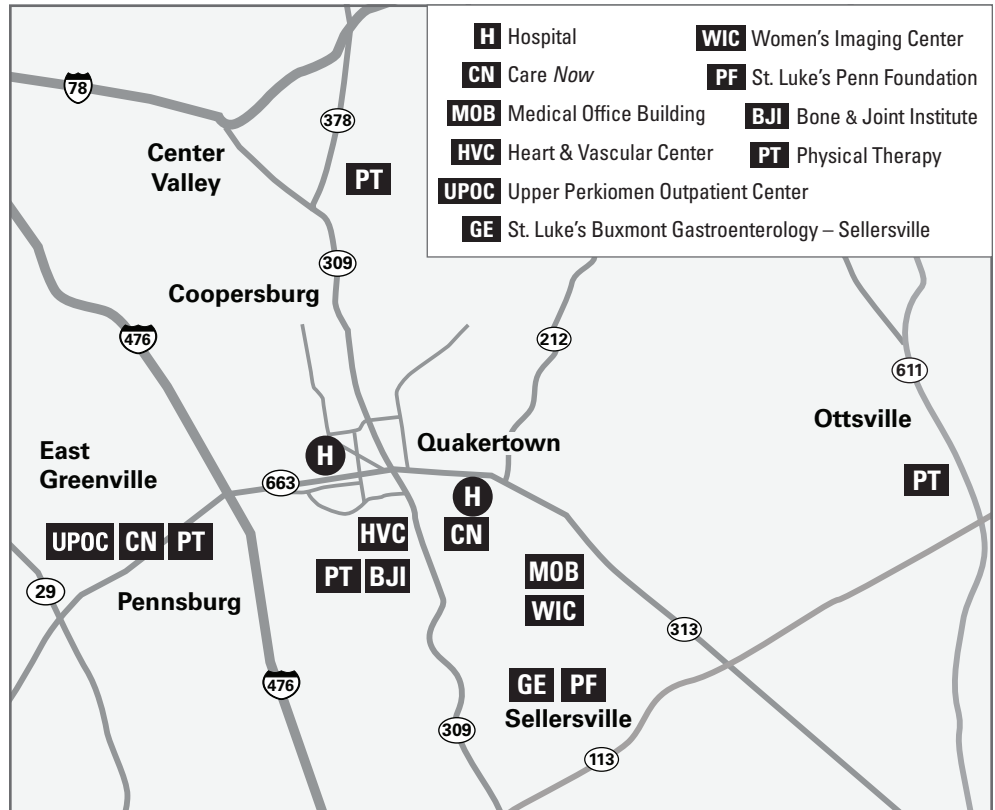 H Hospital
WIC Women's Imaging Center
CN Care Now
PF St. Luke's Penn Foundation
MOB Medical Office Building
BJI Bone & Joint Institute
HVC Heart & Vascular Center
PT Physical Therapy
UPOC Upper Perkiomen Outpatient Center
GE St. Luke's Buxmont Gastroenterology – Sellersville
78
378
Center
Valley
PT
309
Coopersburg
476
212
611
Ottsville
Quakertown
East
Greenville
H
663
PT
H
UPOC CN PT
HVC
CN
PT BJI
MOB
29
Pennsburg
WIC
313
476
GE PF
Sellersville
309
113